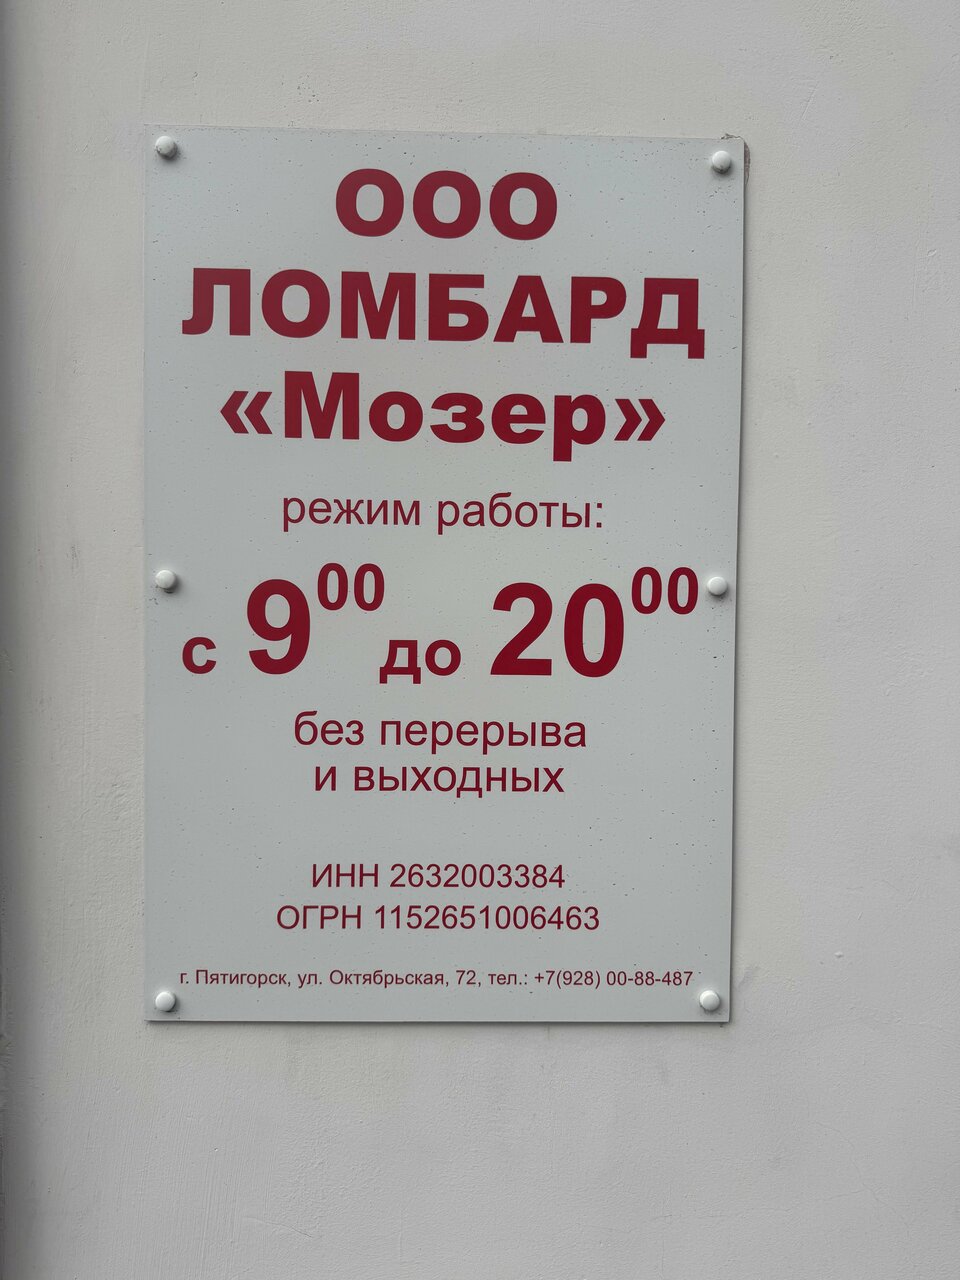 ООО
ЛОМБАРД
«Мозер»
режим работы:
с 9⁰⁰ до 20⁰⁰
без перерыва
и выходных
ИНН 2632003384
ОГРН 1152651006463
г. Пятигорск, ул. Октябрьская, 72, тел.: +7(928) 00-88-487